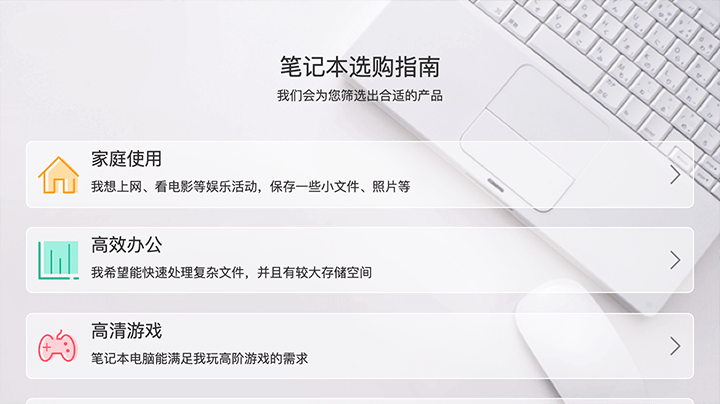 笔记本选购指南
我们会为您筛选出合适的产品
家庭使用
我想上网、看电影等娱乐活动，保存一些小文件、照片等
高效办公
我希望能快速处理复杂文件，并且有较大存储空间
高清游戏
笔记本电脑能满足我玩高阶游戏的需求